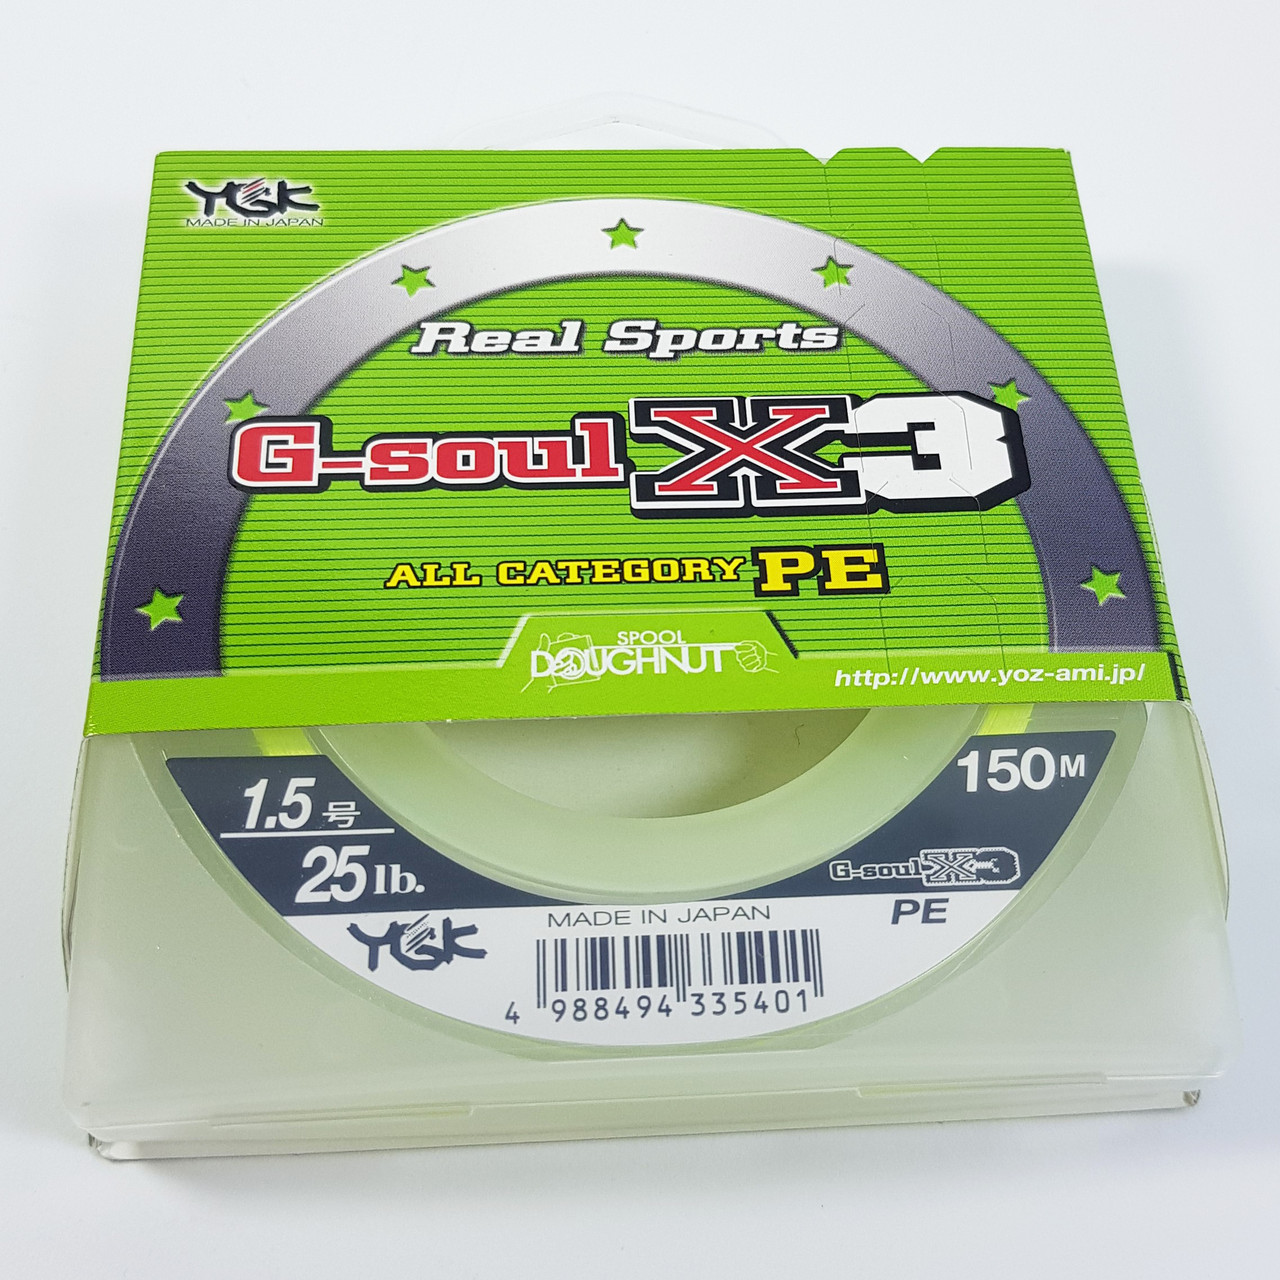 YGK
MADE IN JAPAN
Real Sports
G-soul X3
ALL CATEGORY PE
SPOOL
DOUGHNUT
http://www.yoz-ami.jp/
1.5号
25lb.
150M
G-soul X3
PE
YGK
MADE IN JAPAN
4 988494 335401